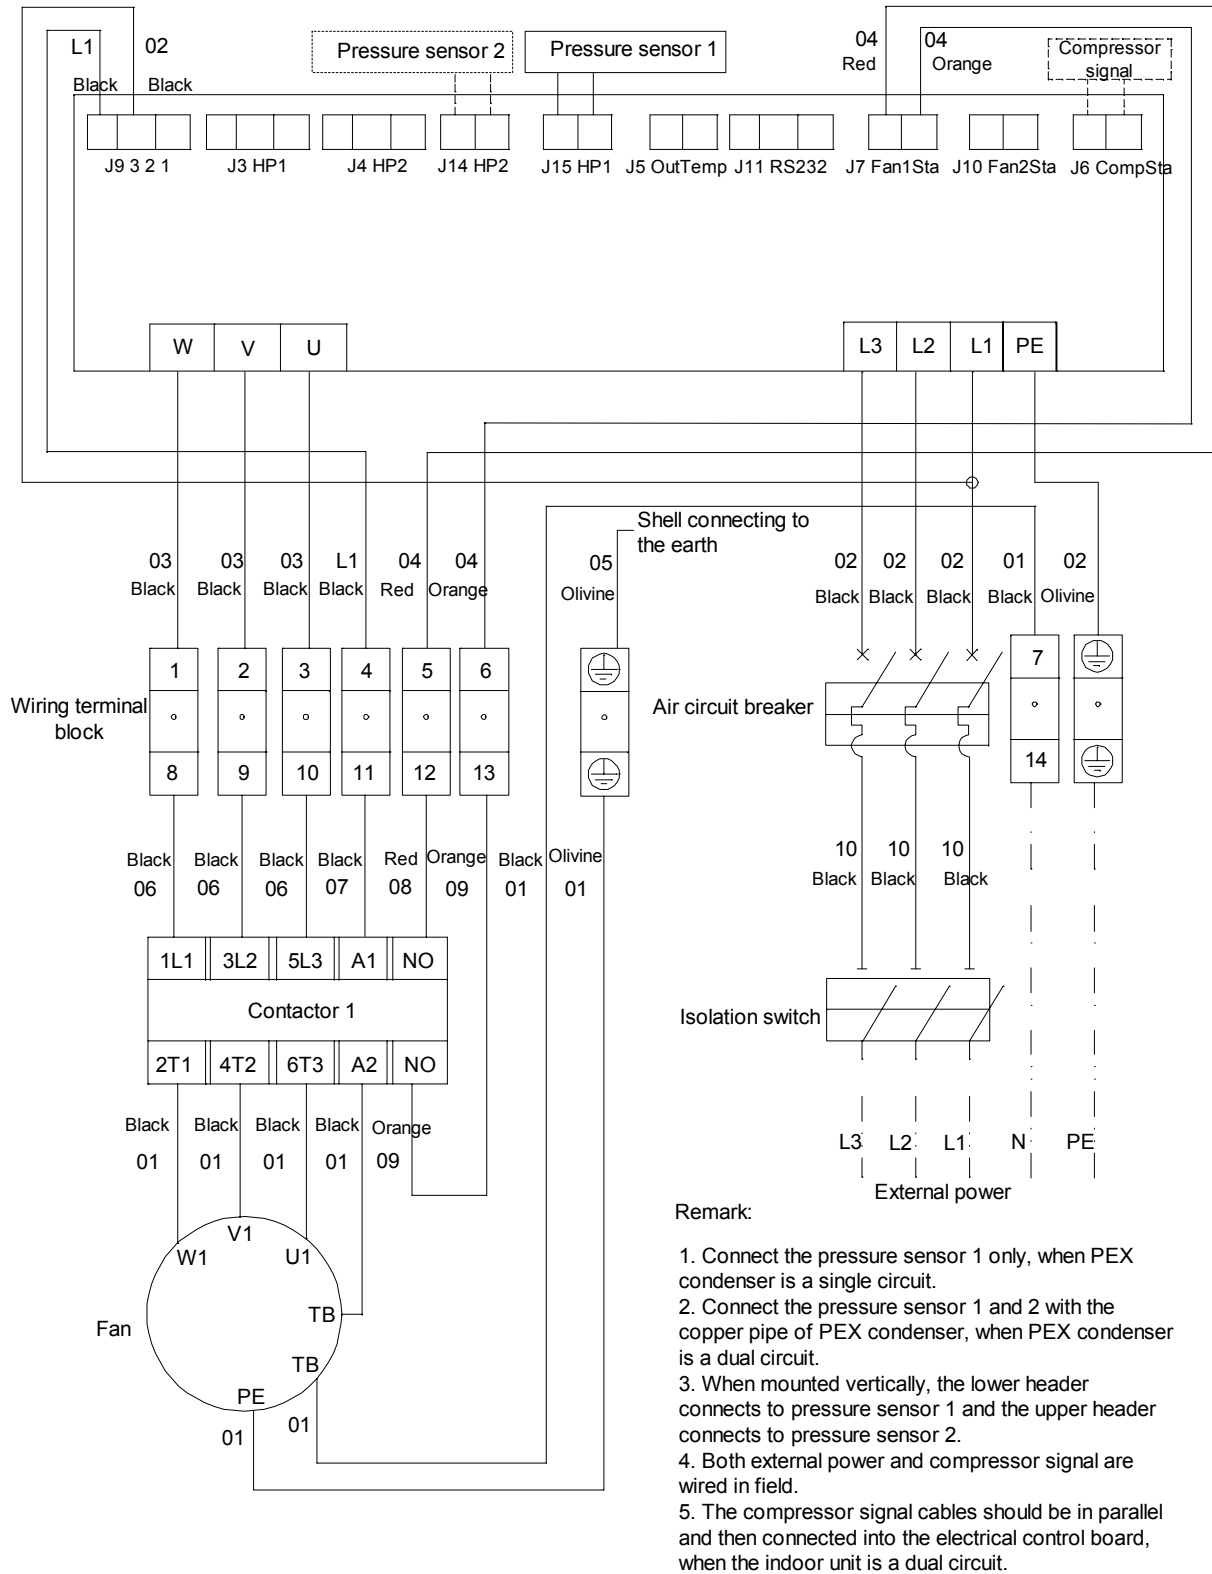 L1 02
Black Black
Pressure sensor 2
Pressure sensor 1
04 04
Red Orange
Compressor
signal
J9 3 2 1 J3 HP1 J4 HP2 J14 HP2 J15 HP1 J5 OutTemp J11 RS232 J7 Fan1Sta J10 Fan2Sta J6 CompSta
W V U L3 L2 L1 PE
Shell connecting to
the earth
03 03 03 L1 04 04 05 02 02 02 01 02
Black Black Black Black Red Orange Olivine Black Black Black Black Olivine
1 2 3 4 5 6 7
Wiring terminal
block
Air circuit breaker
8 9 10 11 12 13 14
Black Black Black Black Red Orange Black Olivine
06 06 06 07 08 09 01 01
10 10 10
Black Black Black
1L1 3L2 5L3 A1 NO
Contactor 1
2T1 4T2 6T3 A2 NO
Isolation switch
Black Black Black Black Orange
01 01 01 01 09
L3 L2 L1 N PE
External power
W1 V1 U1
TB
TB
PE
Fan
01 01
Remark:
1. Connect the pressure sensor 1 only, when PEX
condenser is a single circuit.
2. Connect the pressure sensor 1 and 2 with the
copper pipe of PEX condenser, when PEX condenser
is a dual circuit.
3. When mounted vertically, the lower header
connects to pressure sensor 1 and the upper header
connects to pressure sensor 2.
4. Both external power and compressor signal are
wired in field.
5. The compressor signal cables should be in parallel
and then connected into the electrical control board,
when the indoor unit is a dual circuit.